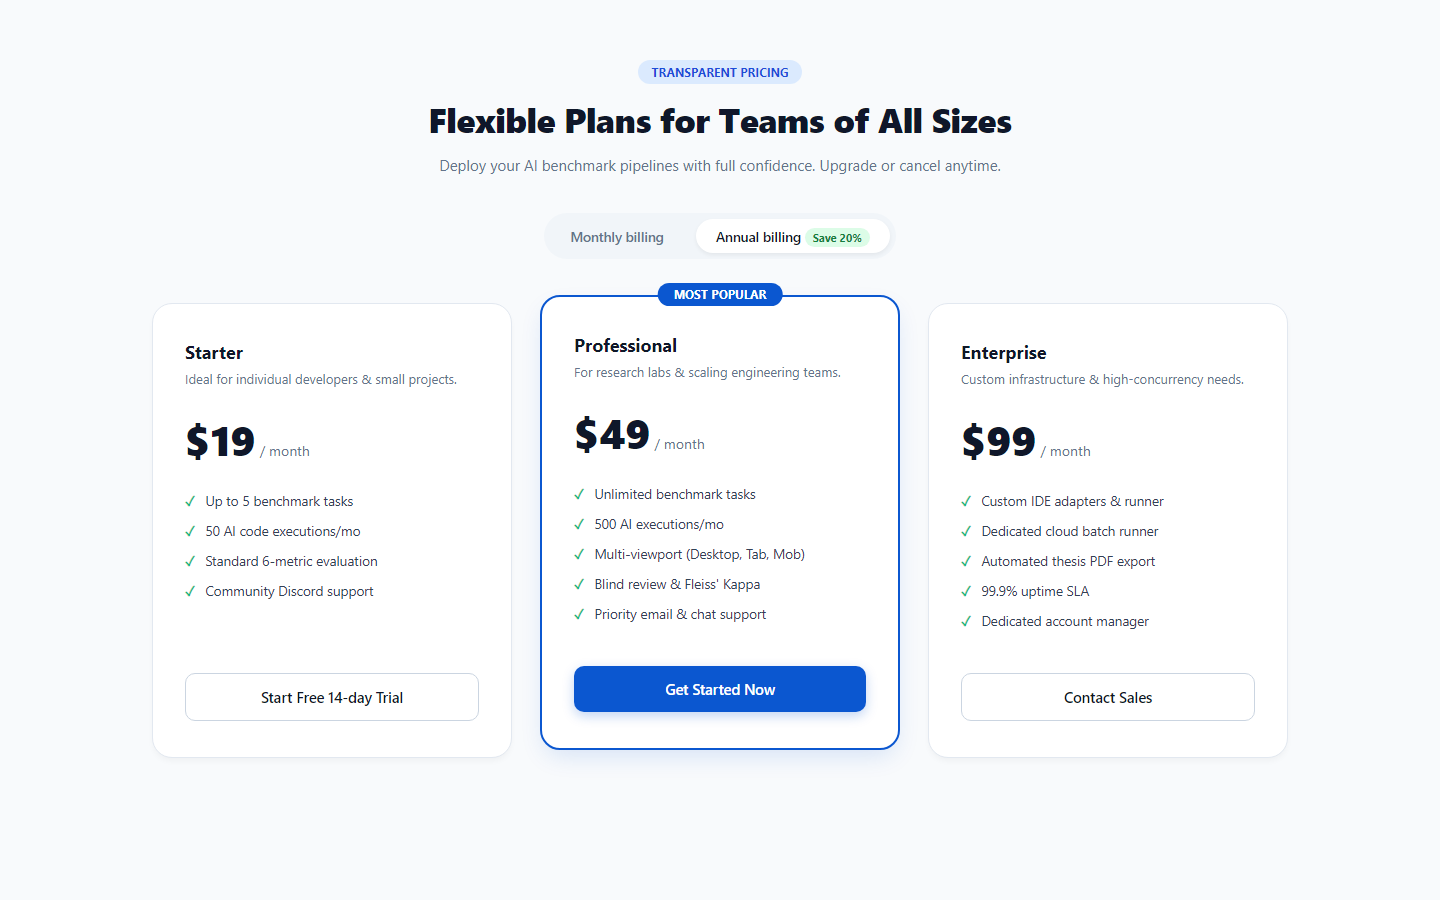 TRANSPARENT PRICING
Flexible Plans for Teams of All Sizes
Deploy your AI benchmark pipelines with full confidence. Upgrade or cancel anytime.
Monthly billing
Annual billing Save 20%
Starter
Ideal for individual developers & small projects.
$19 / month
✓ Up to 5 benchmark tasks
✓ 50 AI code executions/mo
✓ Standard 6-metric evaluation
✓ Community Discord support
Start Free 14-day Trial
MOST POPULAR
Professional
For research labs & scaling engineering teams.
$49 / month
✓ Unlimited benchmark tasks
✓ 500 AI executions/mo
✓ Multi-viewport (Desktop, Tab, Mob)
✓ Blind review & Fleiss' Kappa
✓ Priority email & chat support
Get Started Now
Enterprise
Custom infrastructure & high-concurrency needs.
$99 / month
✓ Custom IDE adapters & runner
✓ Dedicated cloud batch runner
✓ Automated thesis PDF export
✓ 99.9% uptime SLA
✓ Dedicated account manager
Contact Sales